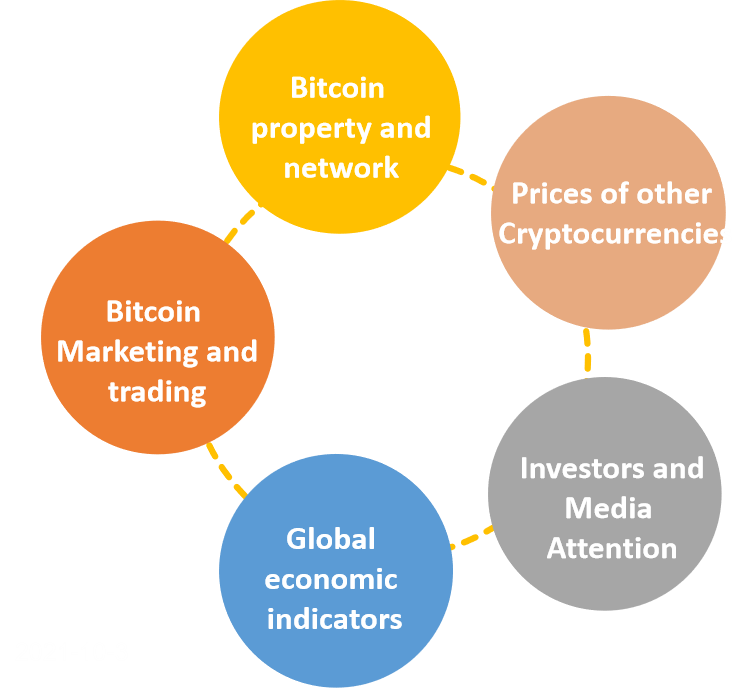 Bitcoin
property and
network
Prices of other
Cryptocurrencies
Bitcoin
Marketing and
trading
Investors and
Media
Attention
Global
economic
indicators